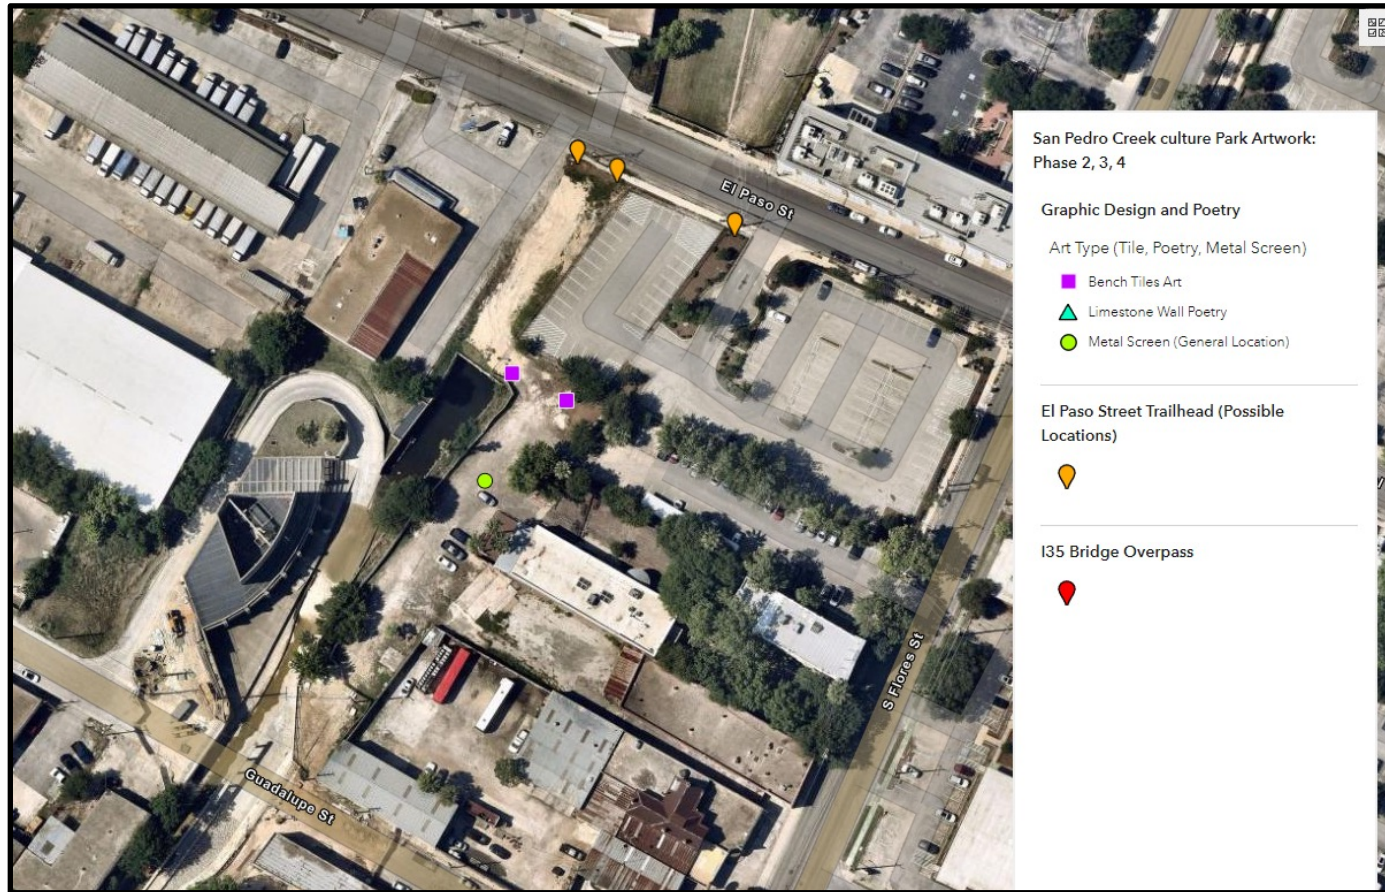 San Pedro Creek culture Park Artwork:
Phase 2, 3, 4
Graphic Design and Poetry
Art Type (Tile, Poetry, Metal Screen)
Bench Tiles Art
Limestone Wall Poetry
Metal Screen (General Location)
El Paso Street Trailhead (Possible
Locations)
I35 Bridge Overpass
El Paso St
S Flores St
Guadalupe St